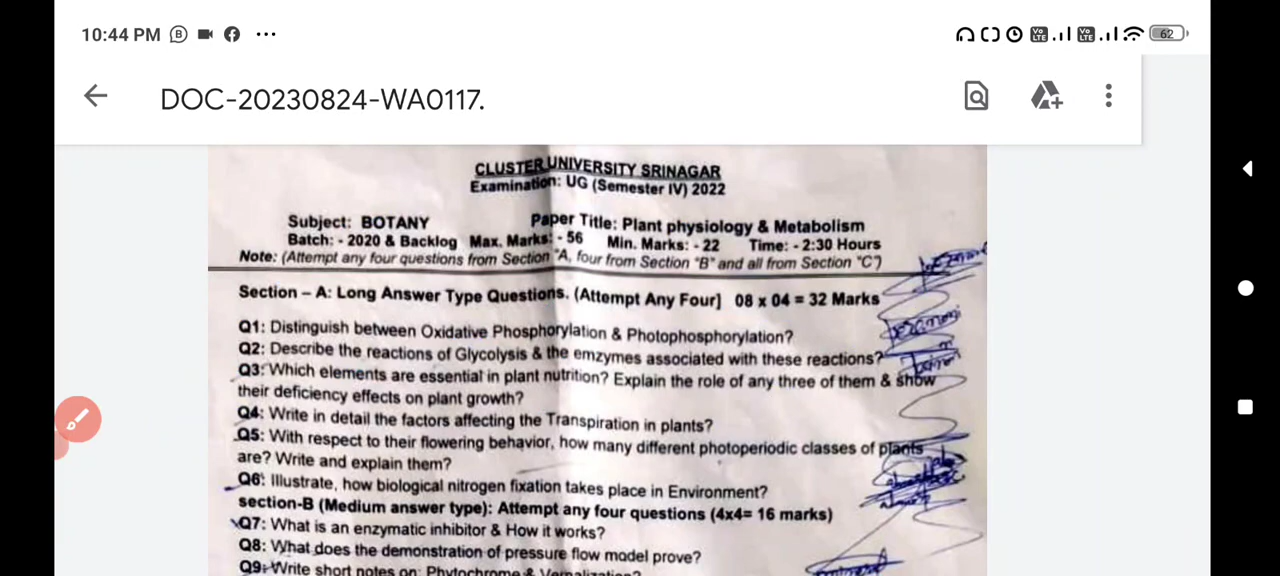 10:44 PM
62
DOC-20230824-WA0117.
CLUSTER UNIVERSITY SRINAGAR
Examination: UG (Semester IV) 2022
Subject: BOTANY Paper Title: Plant physiology & Metabolism
Batch: - 2020 & Backlog Max. Marks: - 56 Min. Marks: - 22 Time: - 2:30 Hours
Note: (Attempt any four questions from Section "A, four from Section "B" and all from Section "C")
Section – A: Long Answer Type Questions. (Attempt Any Four] 08 x 04 = 32 Marks
Q1: Distinguish between Oxidative Phosphorylation & Photophosphorylation?
Q2: Describe the reactions of Glycolysis & the emzymes associated with these reactions?
Q3: Which elements are essential in plant nutrition? Explain the role of any three of them & show
their deficiency effects on plant growth?
Q4: Write in detail the factors affecting the Transpiration in plants?
Q5: With respect to their flowering behavior, how many different photoperiodic classes of plants
are? Write and explain them?
Q6: Illustrate, how biological nitrogen fixation takes place in Environment?
section-B (Medium answer type): Attempt any four questions (4x4= 16 marks)
Q7: What is an enzymatic inhibitor & How it works?
Q8: What does the demonstration of pressure flow model prove?
Q9: Write short notes on: Phytochrome & Vernalization?